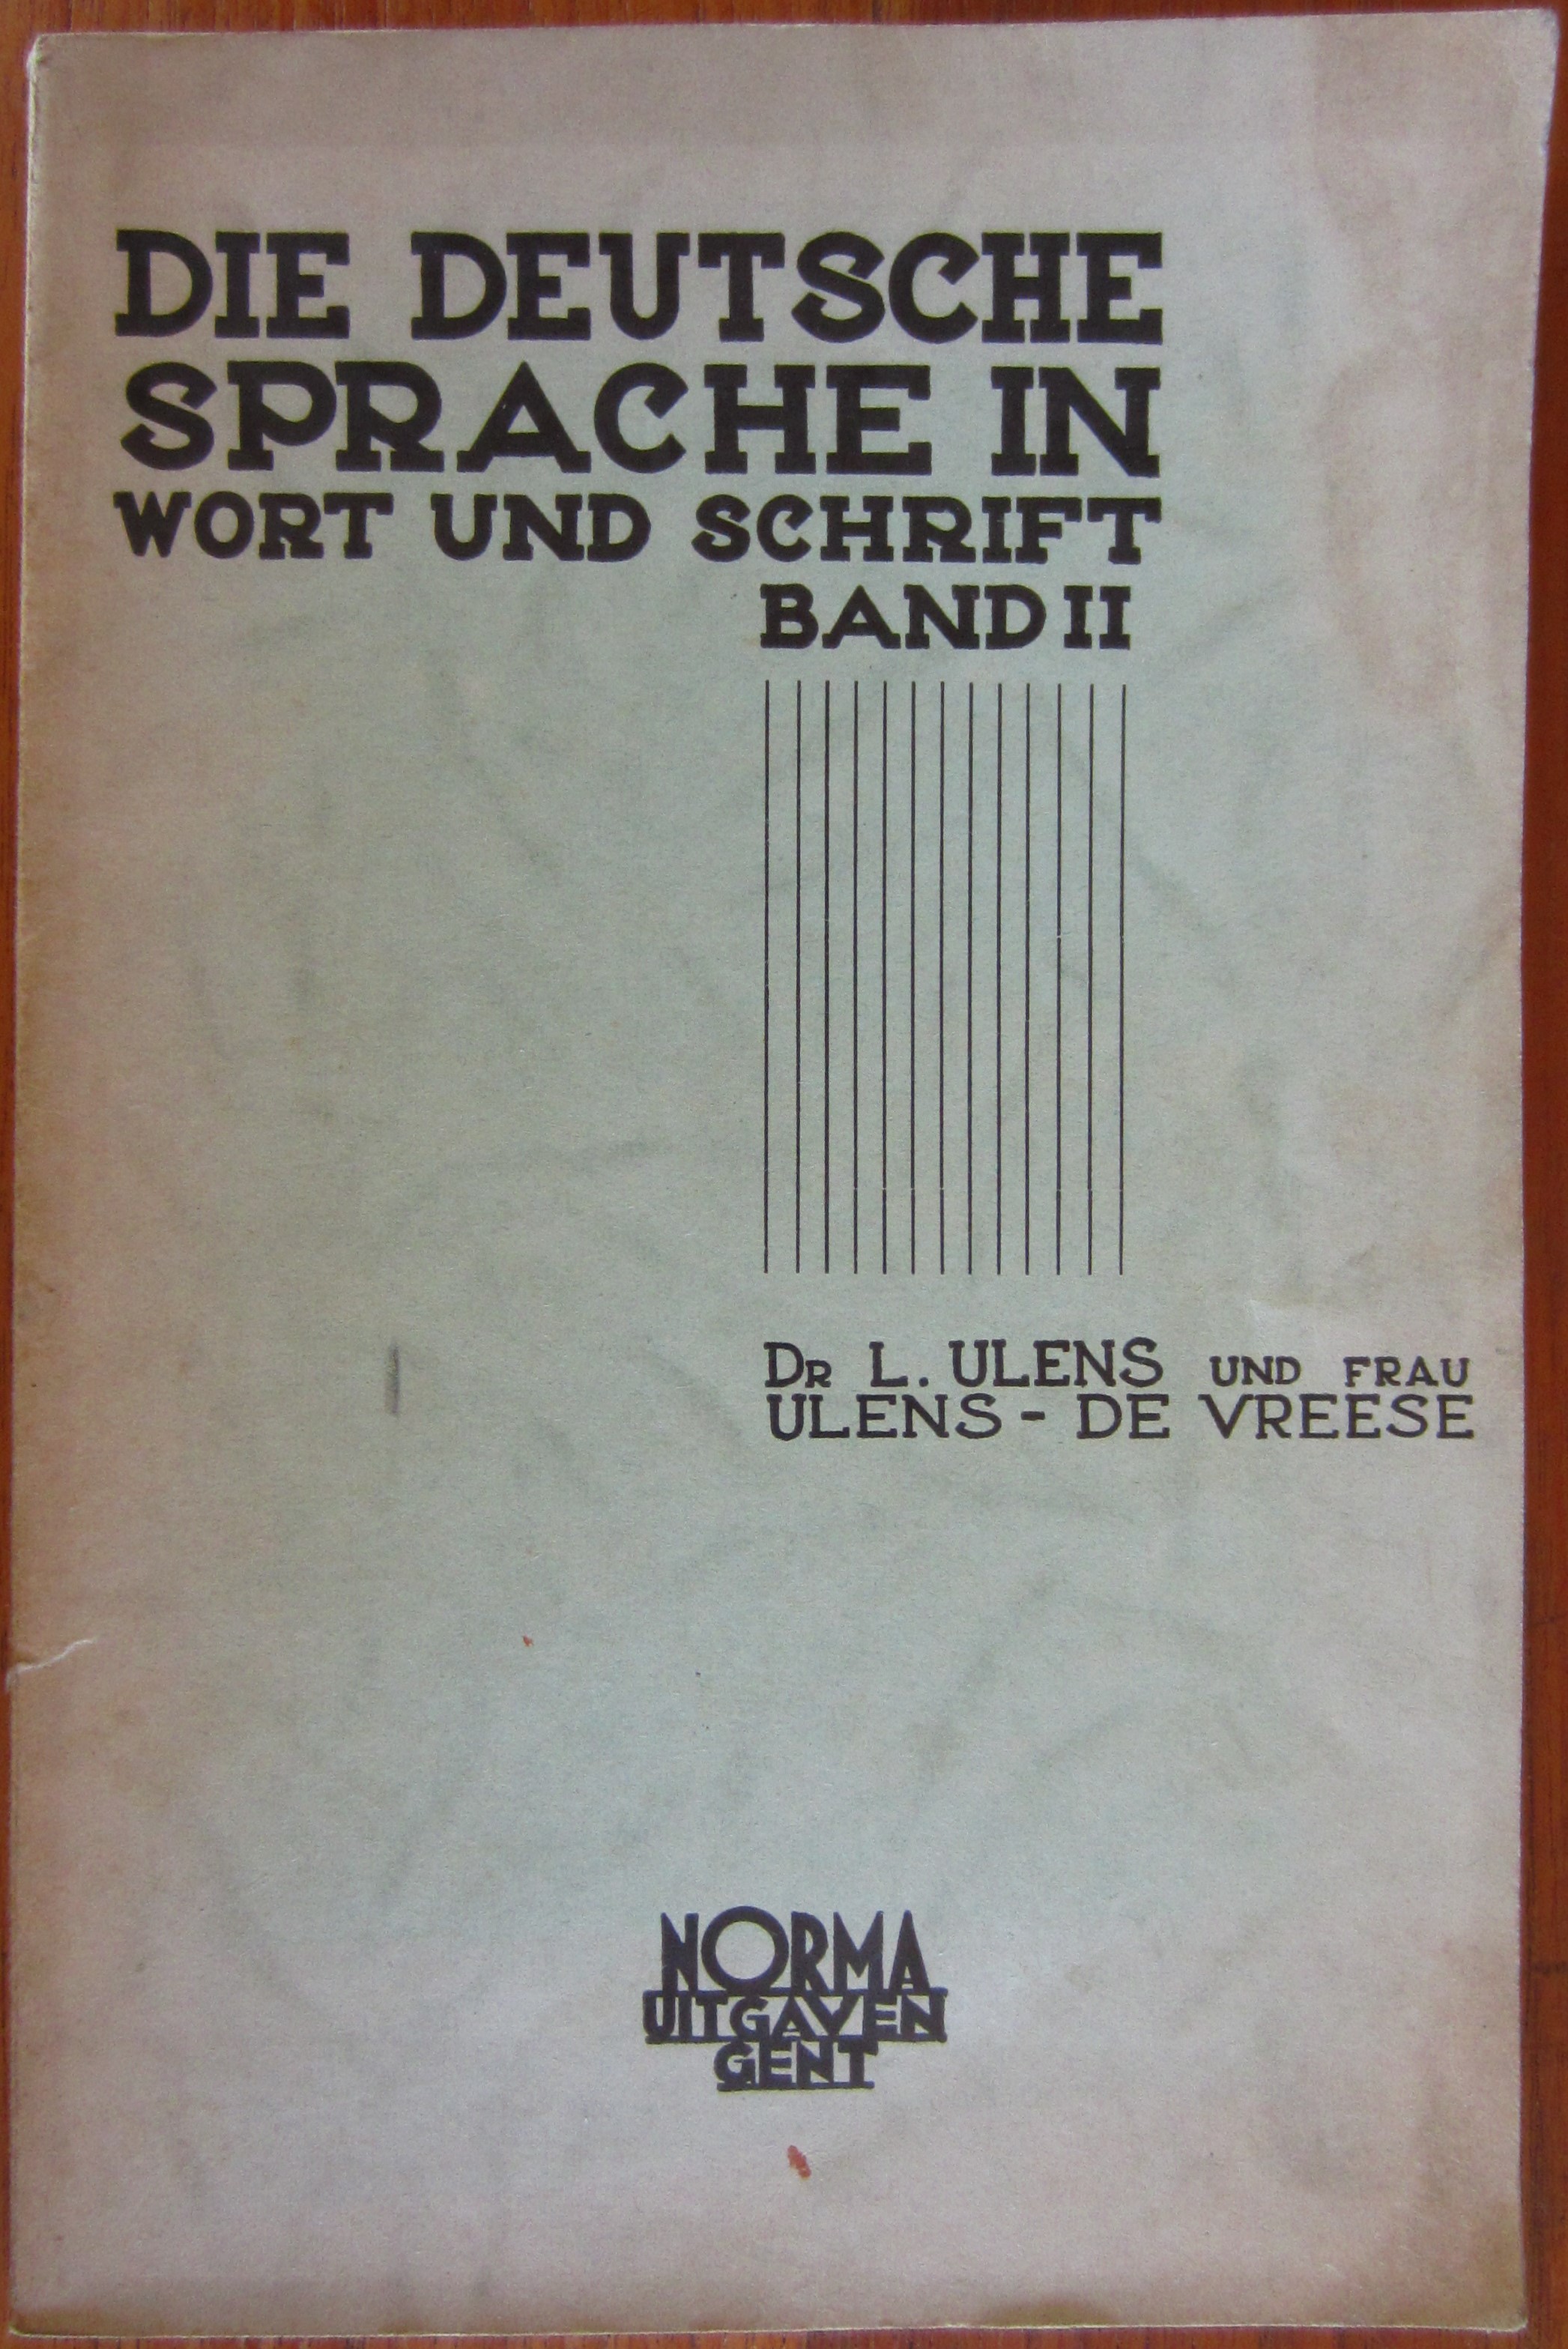 DIE DEUTSCHE
SPRACHE IN
WORT UND SCHRIFT
BAND II
DR L. ULENS UND FRAU
ULENS - DE VREESE
NORMA
UITGAVEN
GENT